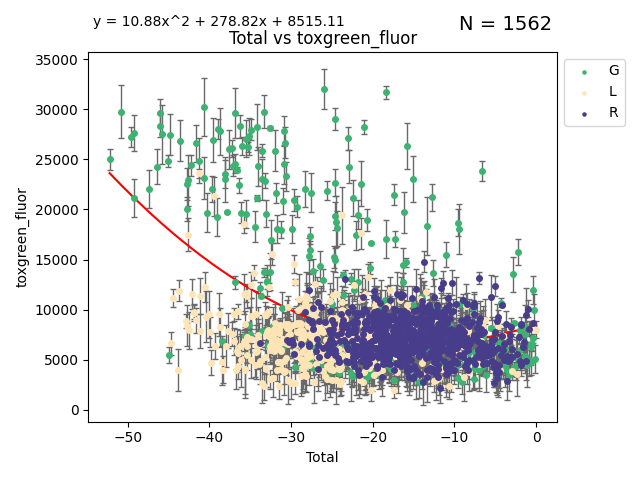 y = 10.88x^2 + 278.82x + 8515.11
N = 1562
Total vs toxgreen_fluor
35000
30000
25000
20000
15000
10000
5000
0
toxgreen_fluor
−50 −40 −30 −20 −10 0
Total
G
L
R